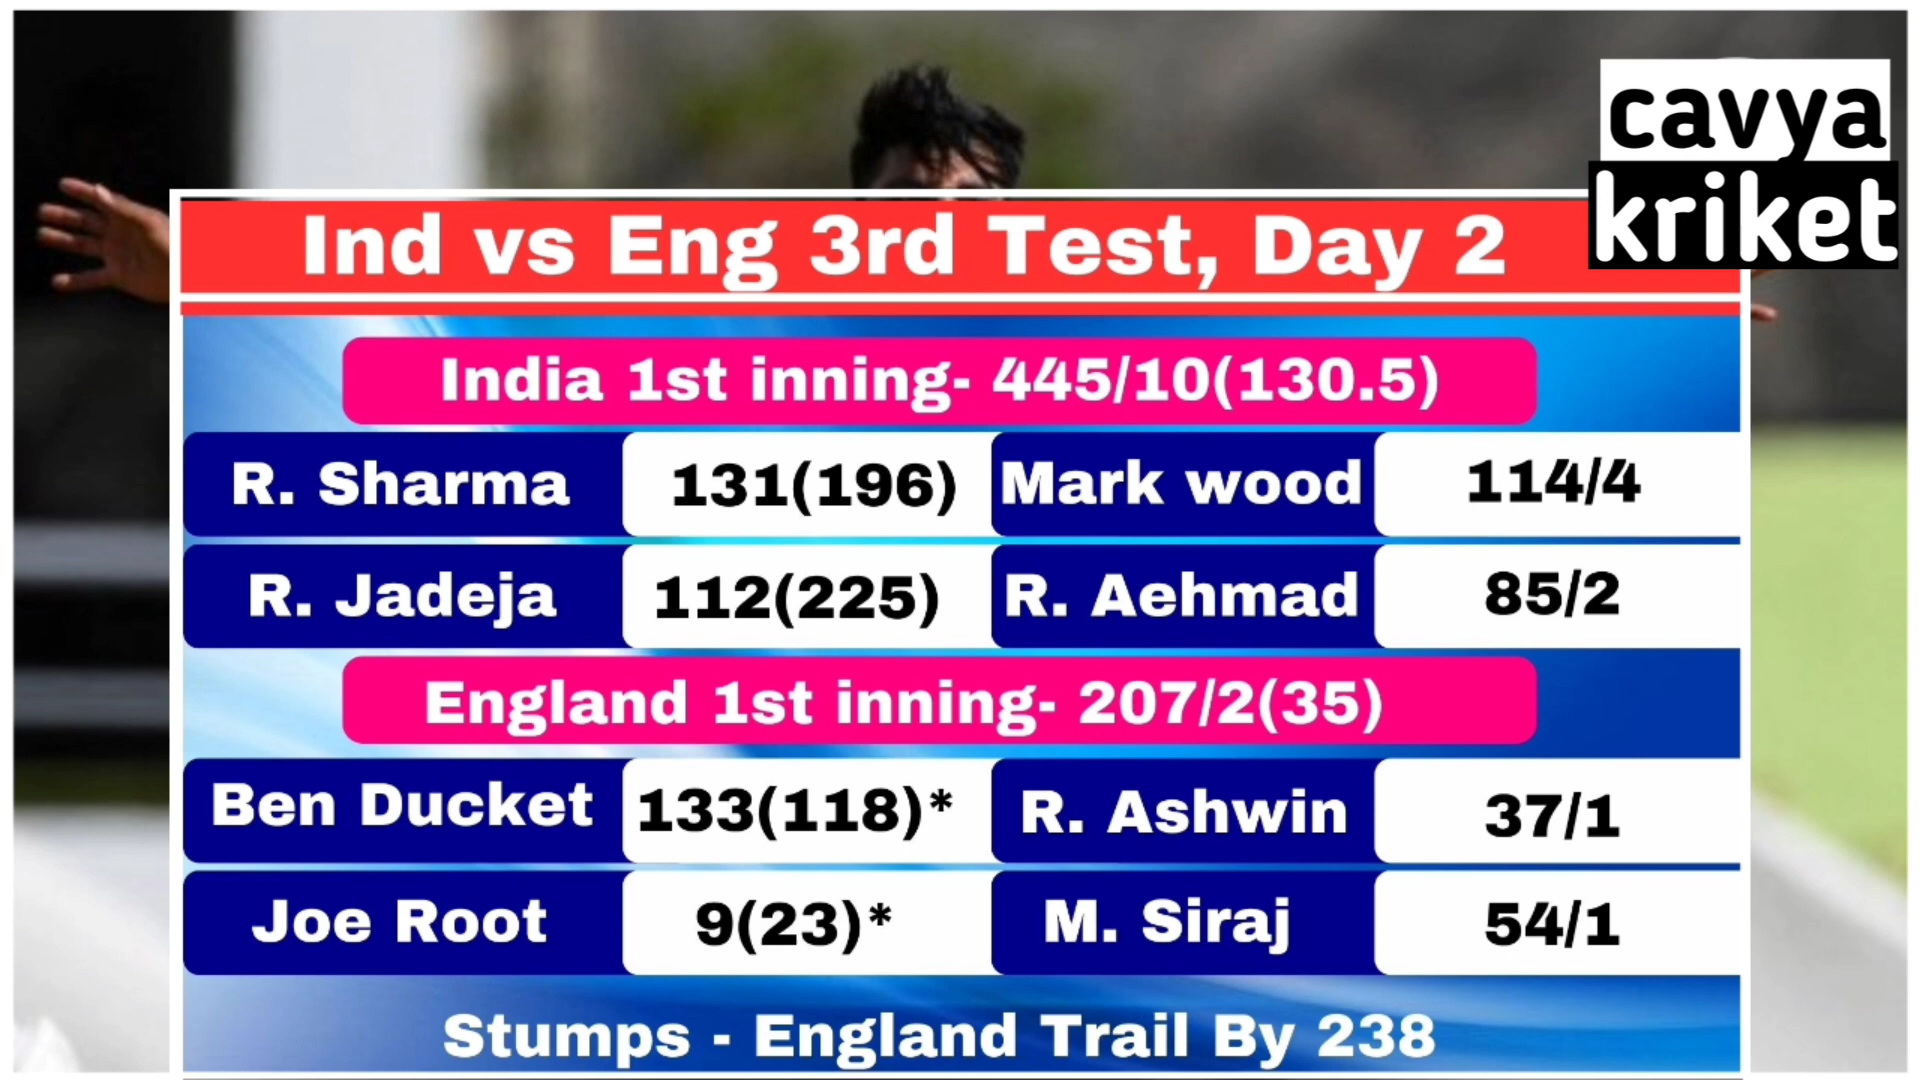 cavya
kriket
Ind vs Eng 3rd Test, Day 2
India 1st inning- 445/10(130.5)
R. Sharma 131(196) Mark wood 114/4
R. Jadeja 112(225) R. Aehmad 85/2
England 1st inning- 207/2(35)
Ben Ducket 133(118)* R. Ashwin 37/1
Joe Root 9(23)* M. Siraj 54/1
Stumps - England Trail By 238